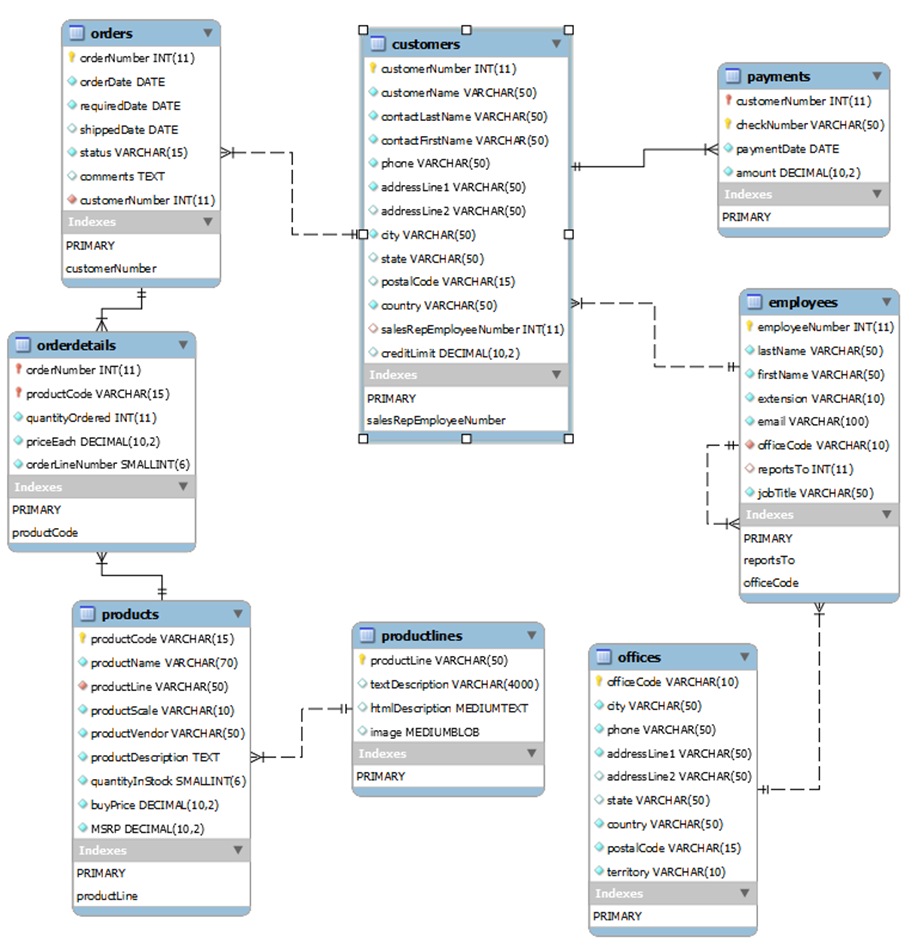 orders
orderNumber INT(11)
orderDate DATE
requiredDate DATE
shippedDate DATE
status VARCHAR(15)
comments TEXT
customerNumber INT(11)
Indexes
PRIMARY
customerNumber
customers
customerNumber INT(11)
customerName VARCHAR(50)
contactLastName VARCHAR(50)
contactFirstName VARCHAR(50)
phone VARCHAR(50)
addressLine1 VARCHAR(50)
addressLine2 VARCHAR(50)
city VARCHAR(50)
state VARCHAR(50)
postalCode VARCHAR(15)
country VARCHAR(50)
salesRepEmployeeNumber INT(11)
creditLimit DECIMAL(10,2)
Indexes
PRIMARY
salesRepEmployeeNumber
payments
customerNumber INT(11)
checkNumber VARCHAR(50)
paymentDate DATE
amount DECIMAL(10,2)
Indexes
PRIMARY
employees
employeeNumber INT(11)
lastName VARCHAR(50)
firstName VARCHAR(50)
extension VARCHAR(10)
email VARCHAR(100)
officeCode VARCHAR(10)
reportsTo INT(11)
jobTitle VARCHAR(50)
Indexes
PRIMARY
reportsTo
officeCode
orderdetails
orderNumber INT(11)
productCode VARCHAR(15)
quantityOrdered INT(11)
priceEach DECIMAL(10,2)
orderLineNumber SMALLINT(6)
Indexes
PRIMARY
productCode
products
productCode VARCHAR(15)
productName VARCHAR(70)
productLine VARCHAR(50)
productScale VARCHAR(10)
productVendor VARCHAR(50)
productDescription TEXT
quantityInStock SMALLINT(6)
buyPrice DECIMAL(10,2)
MSRP DECIMAL(10,2)
Indexes
PRIMARY
productLine
productlines
productLine VARCHAR(50)
textDescription VARCHAR(4000)
htmlDescription MEDIUMTEXT
image MEDIUMBLOB
Indexes
PRIMARY
offices
officeCode VARCHAR(10)
city VARCHAR(50)
phone VARCHAR(50)
addressLine1 VARCHAR(50)
addressLine2 VARCHAR(50)
state VARCHAR(50)
country VARCHAR(50)
postalCode VARCHAR(15)
territory VARCHAR(10)
Indexes
PRIMARY